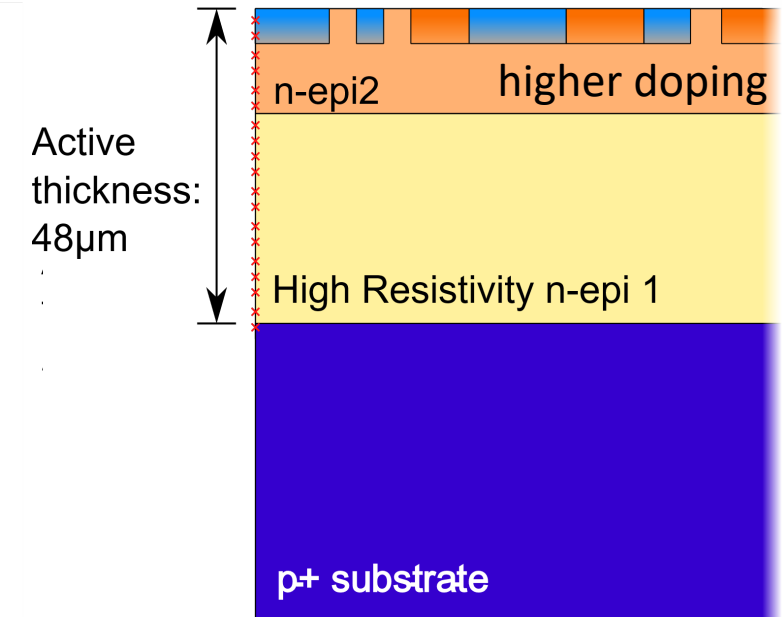 n-epi2
higher doping
Active
thickness:
48µm
High Resistivity n-epi 1
p+ substrate